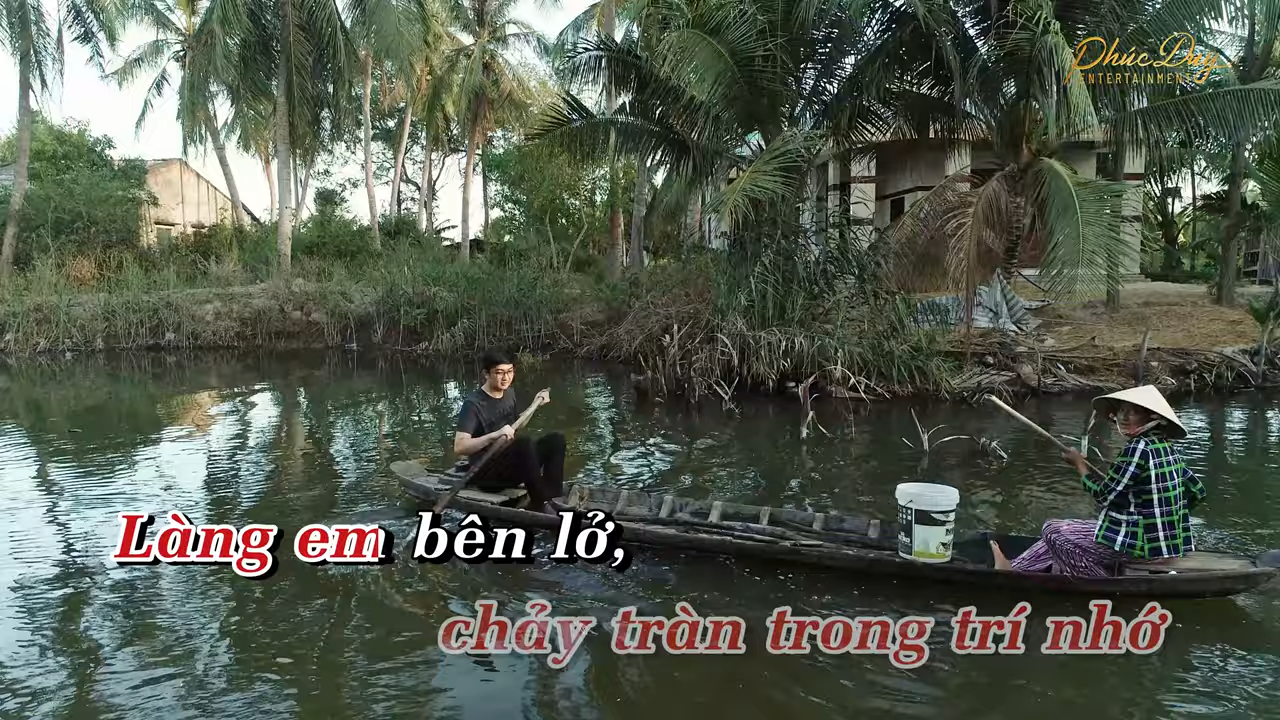 Phúc Duy
ENTERTAINMENT
Làng em bên lở,
chảy tràn trong trí nhớ